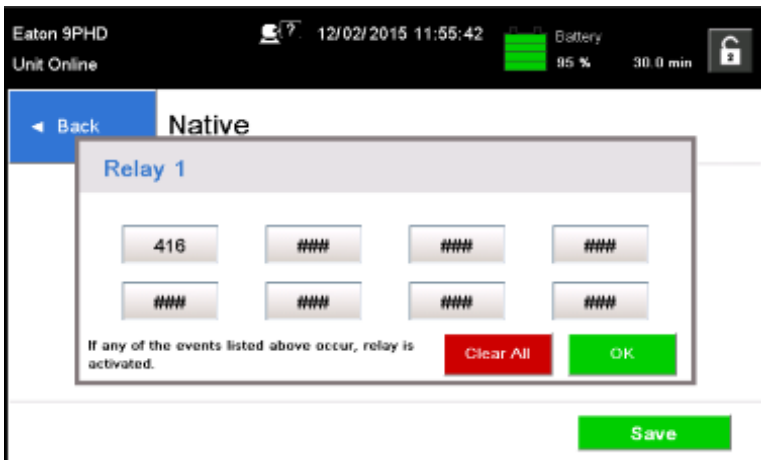 Eaton 9PHD
? 12/02/2015 11:55:42
Battery
Unit Online
95 % 30.0 min
2
◄ Back
Native
Relay 1
416 ### ### ###
### ### ### ###
If any of the events listed above occur, relay is
activated.
Clear All
OK
Save